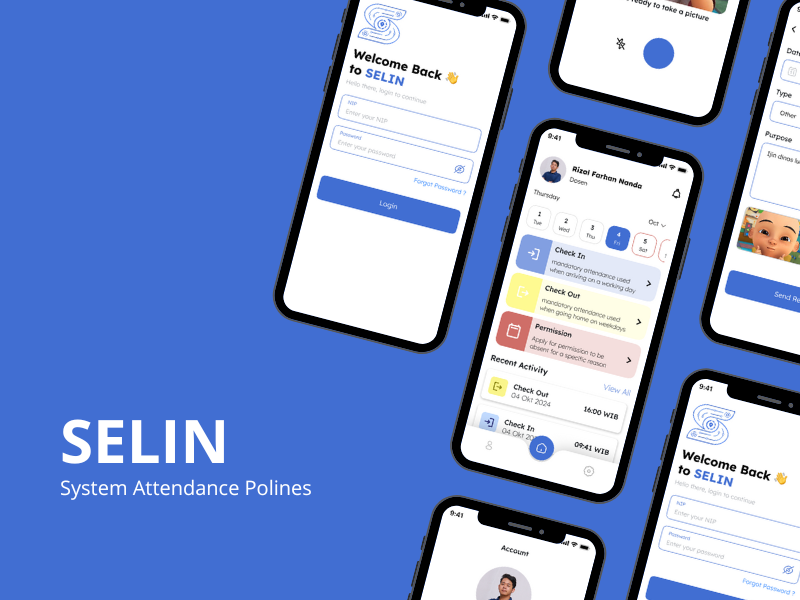 SELIN
System Attendance Polines
Welcome Back 👋
to SELIN
Hello there, login to continue
NIP
Enter your NIP
Password
Enter your password
Forgot Password ?
Login
ready to take a picture
9:41
Rizal Farhan Nanda
Dosen
Thursday
Oct
1 2 3 4 5
Tue Wed Thu Fri Sat
Check In
mandatory attendance used
when arriving on a working day
Check Out
mandatory attendance used
when going home on weekdays
Permission
Apply for permission to be
absent for a specific reason
Recent Activity
View All
Check Out
04 Okt 2024
16:00 WIB
Check In
04 Okt 20
09:41 WIB
Type
Other
Purpose
Ijin dinas
Send Re
9:41
Account
9:41
Welcome Back 👋
to SELIN
Hello there, login to continue
NIP
Enter your NIP
Password
Enter your password
Forgot Password ?